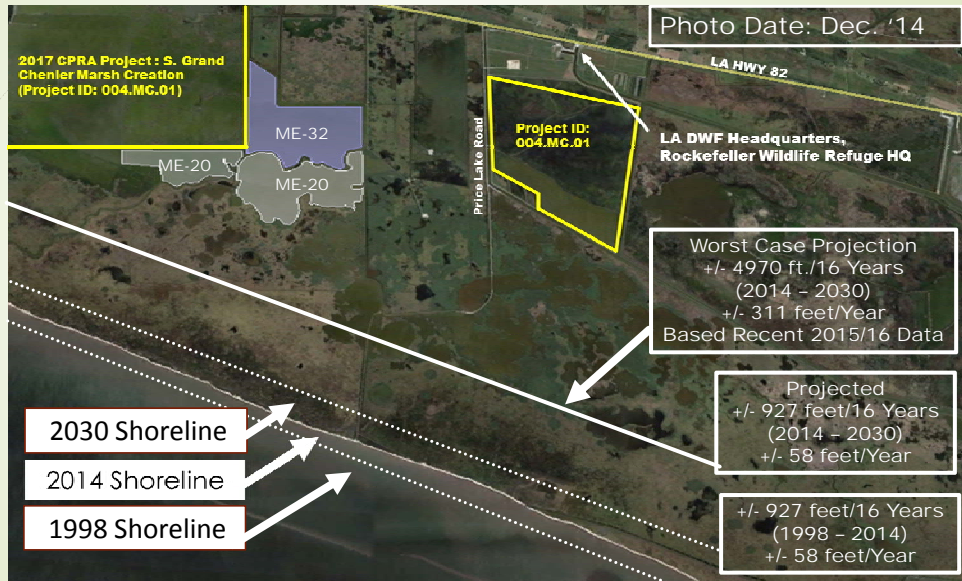 Photo Date: Dec. ‘14
2017 CPRA Project : S. Grand
Chenier Marsh Creation
(Project ID: 004.MC.01)
LA HWY 82
ME-32
ME-20
ME-20
Price Lake Road
Project ID:
004.MC.01
LA DWF Headquarters,
Rockefeller Wildlife Refuge HQ
Worst Case Projection
+/- 4970 ft./16 Years
(2014 – 2030)
+/- 311 feet/Year
Based Recent 2015/16 Data
Projected
+/- 927 feet/16 Years
(2014 – 2030)
+/- 58 feet/Year
+/- 927 feet/16 Years
(1998 – 2014)
+/- 58 feet/Year
2030 Shoreline
2014 Shoreline
1998 Shoreline